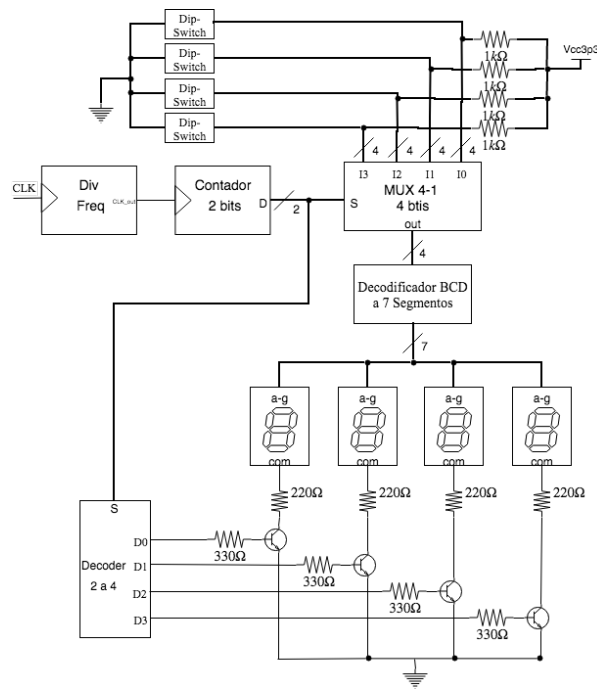 Dip-
Switch
Dip-
Switch
Dip-
Switch
Dip-
Switch
1kΩ
1kΩ
1kΩ
1kΩ
Vcc3p3
4
4
4
4
CLK
Div
Freq
CLK_out
Contador
2 bits
D
2
I3
I2
I1
I0
MUX 4-1
S
4 btis
out
4
Decodificador BCD
a 7 Segmentos
7
a-g
a-g
a-g
a-g
com
com
com
com
220Ω
220Ω
220Ω
220Ω
S
Decoder
2 a 4
D0
D1
D2
D3
330Ω
330Ω
330Ω
330Ω